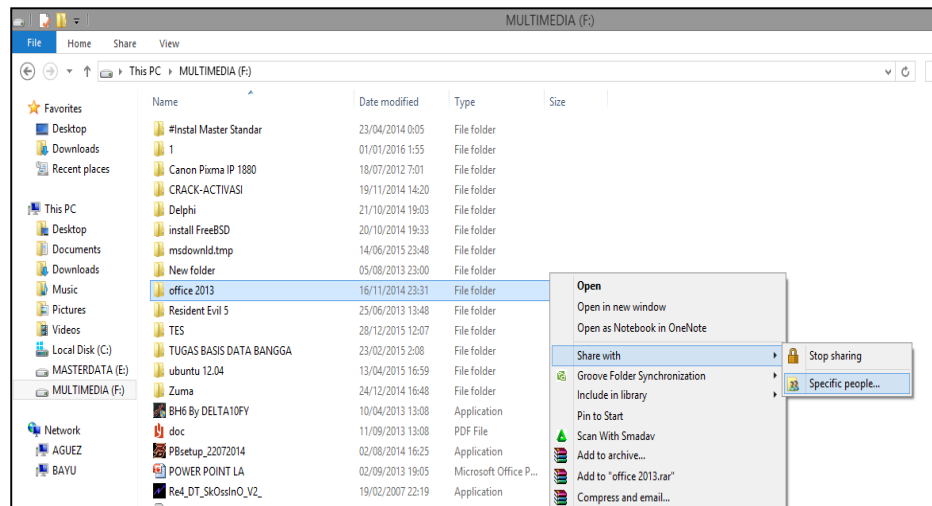 MULTIMEDIA (F:)
File Home Share View
This PC MULTIMEDIA (F:)
Name Date modified Type Size
Favorites
Desktop
Downloads
Recent places
This PC
Desktop
Documents
Downloads
Music
Pictures
Videos
Local Disk (C:)
MASTERDATA (E:)
MULTIMEDIA (F:)
Network
AGUEZ
BAYU
#Instal Master Standar 23/04/2014 0:05 File folder
1 01/01/2016 1:55 File folder
Canon Pixma IP 1880 18/07/2012 7:01 File folder
CRACK-ACTIVASI 19/11/2014 14:20 File folder
Delphi 21/10/2014 19:03 File folder
install FreeBSD 20/10/2014 19:33 File folder
msdownld.tmp 14/06/2015 23:48 File folder
New folder 05/08/2013 23:00 File folder
office 2013 16/11/2014 23:31 File folder
Resident Evil 5 25/06/2013 13:48 File folder
TES 28/12/2015 12:07 File folder
TUGAS BASIS DATA BANGGA 23/02/2015 2:08 File folder
ubuntu 12.04 13/04/2015 16:59 File folder
Zuma 24/12/2014 16:48 File folder
BH6 By DELTA10FY 10/04/2013 13:08 Application
doc 11/09/2013 13:08 PDF File
PBsetup_22072014 02/08/2014 16:25 Application
POWER POINT LA 02/09/2013 19:05 Microsoft Office P...
Re4_DT_SkOssInO_V2_ 19/02/2007 22:19 Application
Open
Open in new window
Open as Notebook in OneNote
Share with
Groove Folder Synchronization
Include in library
Pin to Start
Scan With Smadav
Add to archive...
Add to "office 2013.rar"
Compress and email...
Stop sharing
Specific people...